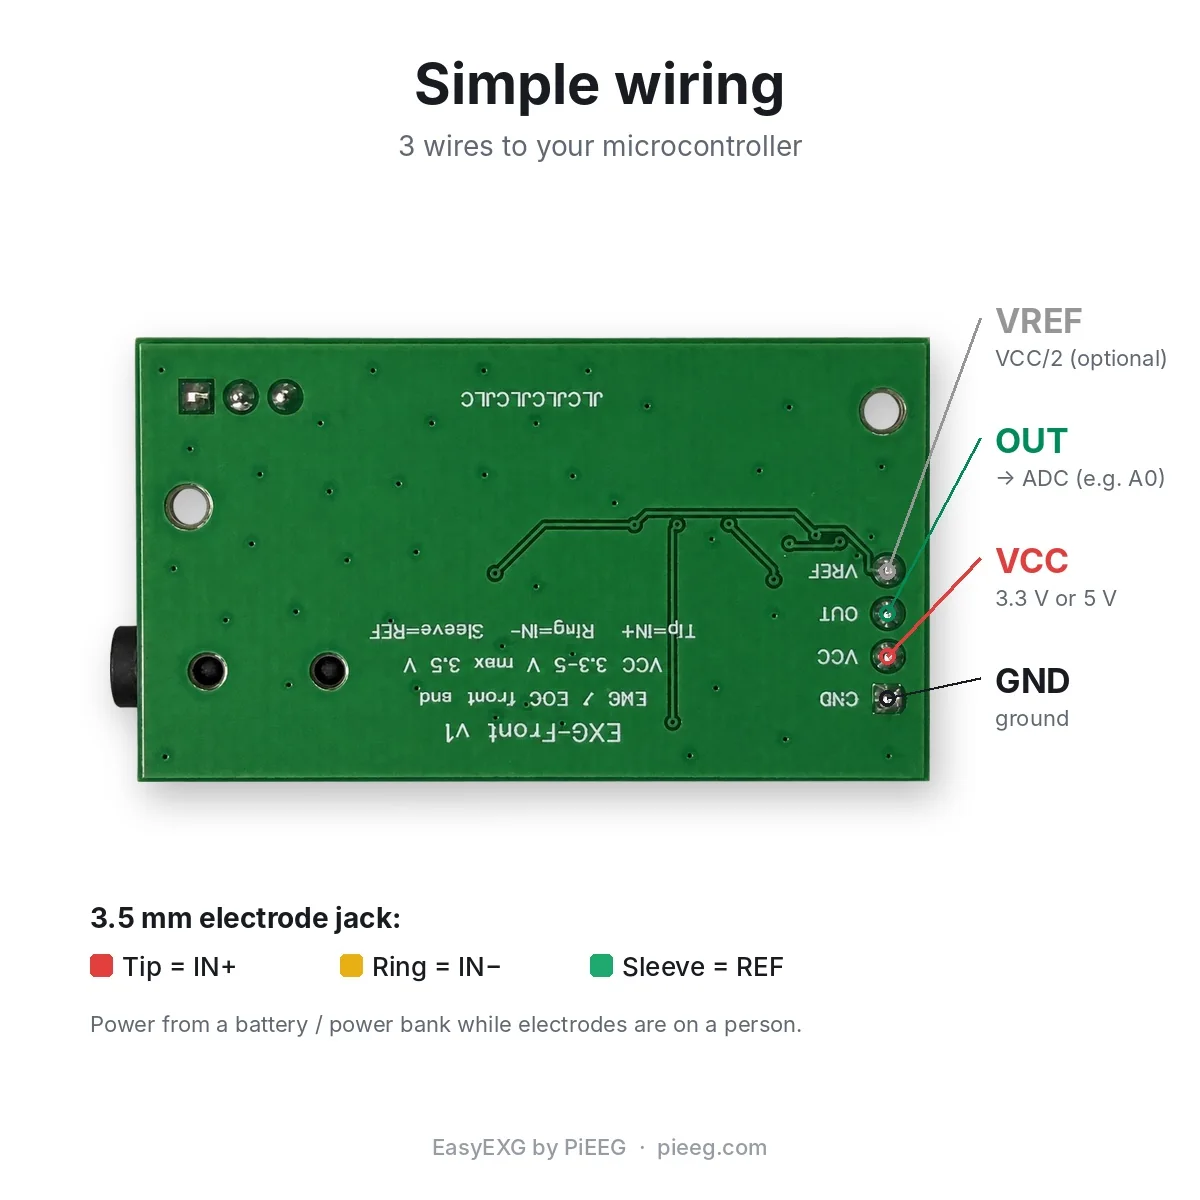 Simple wiring
3 wires to your microcontroller
VREF
VCC/2 (optional)
OUT
→ ADC (e.g. A0)
VCC
3.3 V or 5 V
GND
ground
JLCJLCJLCJLC
VREF
OUT
VCC
GND
EXG-Front v1
EMG / EOC front and
VCC 3.3-5 V max 3.5 V
Tip=IN+ Ring=IN- Sleeve=REF
3.5 mm electrode jack:
Tip = IN+
Ring = IN−
Sleeve = REF
Power from a battery / power bank while electrodes are on a person.
EasyEXG by PiEEG · pieeg.com